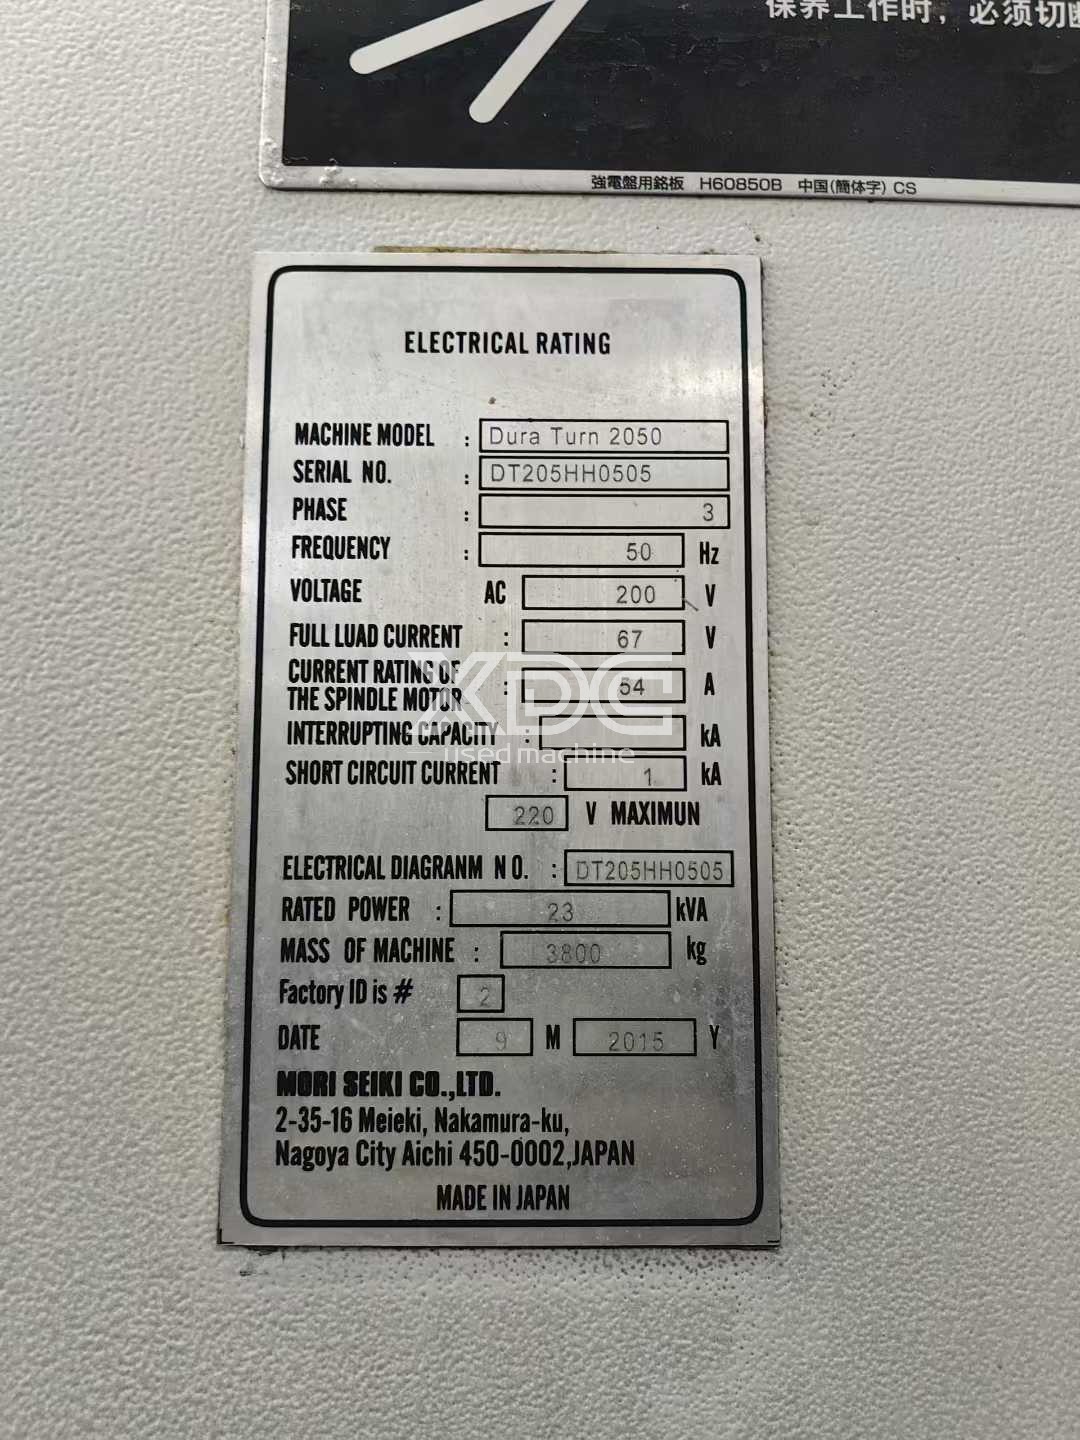 保养工作时，必须切断
強電盤用銘板 H60850B 中国(簡体字) CS
ELECTRICAL RATING
MACHINE MODEL : Dura Turn 2050
SERIAL NO. : DT205HH0505
PHASE : 3
FREQUENCY : 50 Hz
VOLTAGE AC 200 V
FULL LUAD CURRENT : 67 V
CURRENT RATING OF
THE SPINDLE MOTOR : 54 A
XDC
used machine
INTERRUPTING CAPACITY : kA
SHORT CIRCUIT CURRENT : 1 kA
220 V MAXIMUN
ELECTRICAL DIAGRANM NO. : DT205HH0505
RATED POWER : 23 kVA
MASS OF MACHINE : 3800 kg
Factory ID is # 2
DATE 9 M 2015 Y
MORI SEIKI CO.,LTD.
2-35-16 Meieki, Nakamura-ku,
Nagoya City Aichi 450-0002,JAPAN
MADE IN JAPAN